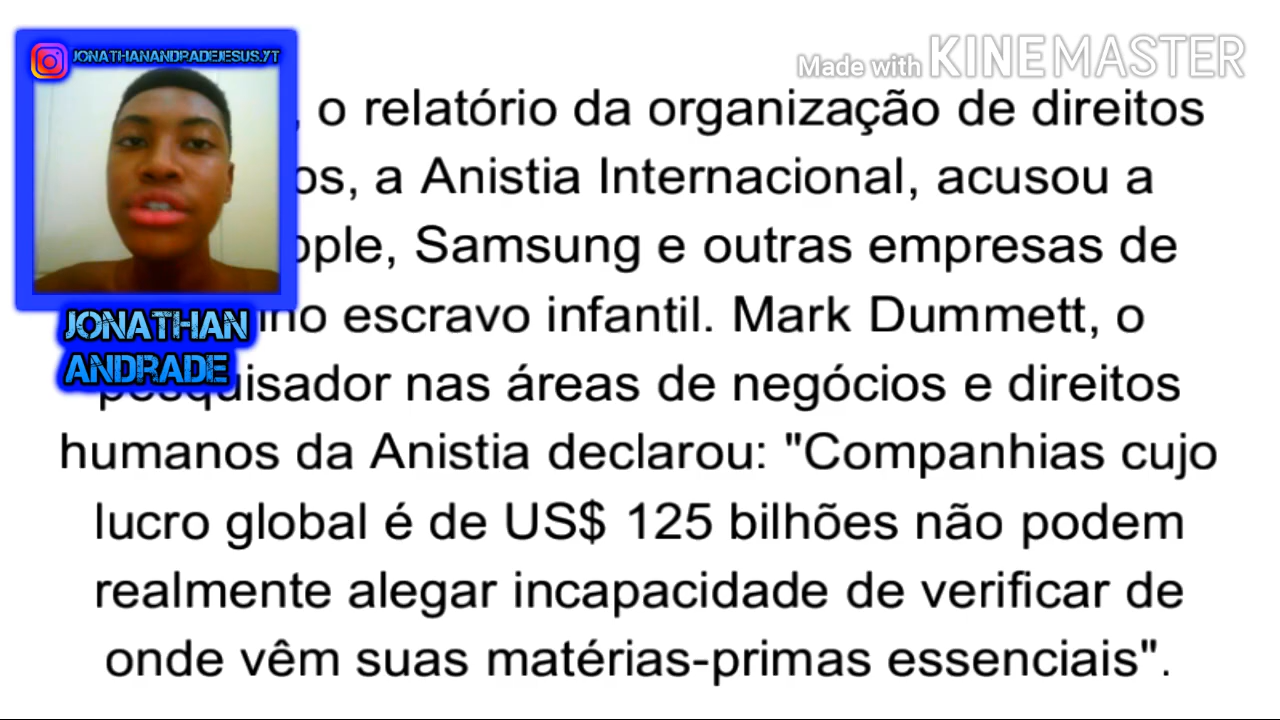 JONATHANANDRADEJESUS.YT
Made with KINEMASTER
, o relatório da organização de direitos
os, a Anistia Internacional, acusou a
pple, Samsung e outras empresas de
escravo infantil. Mark Dummett, o
JONATHAN
ANDRADE
pesquisador nas áreas de negócios e direitos
humanos da Anistia declarou: "Companhias cujo
lucro global é de US$ 125 bilhões não podem
realmente alegar incapacidade de verificar de
onde vêm suas matérias-primas essenciais".